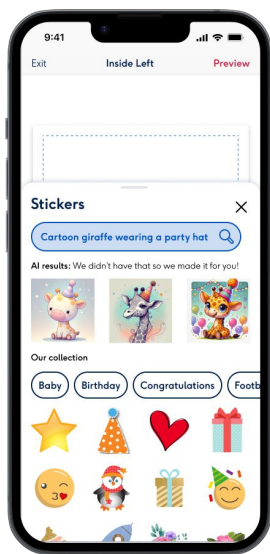 9:41
Exit Inside Left Preview
Stickers
Cartoon giraffe wearing a party hat
AI results: We didn't have that so we made it for you!
Our collection
Baby Birthday Congratulations Footb